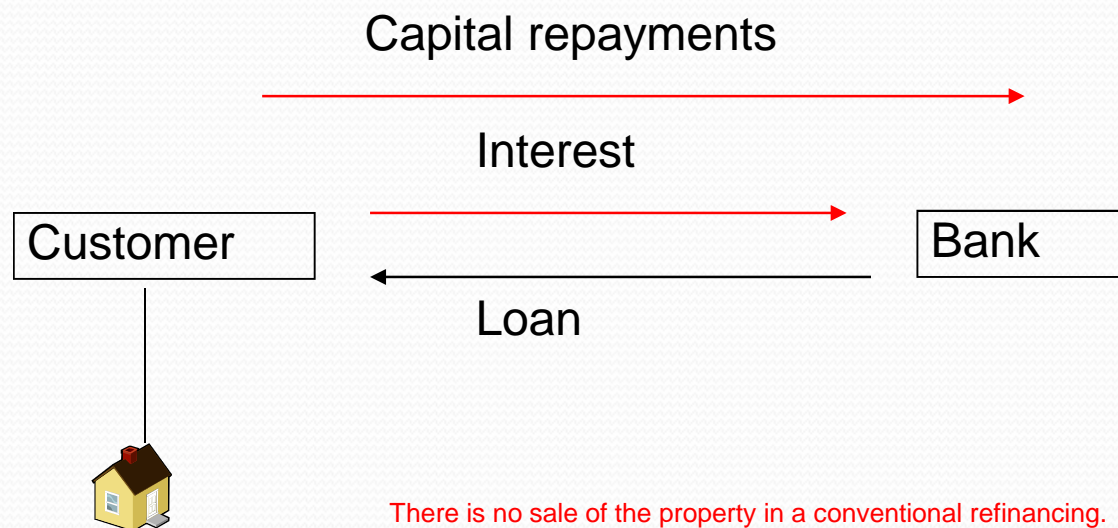 Capital repayments
Interest
Customer
Bank
Loan
There is no sale of the property in a conventional refinancing.